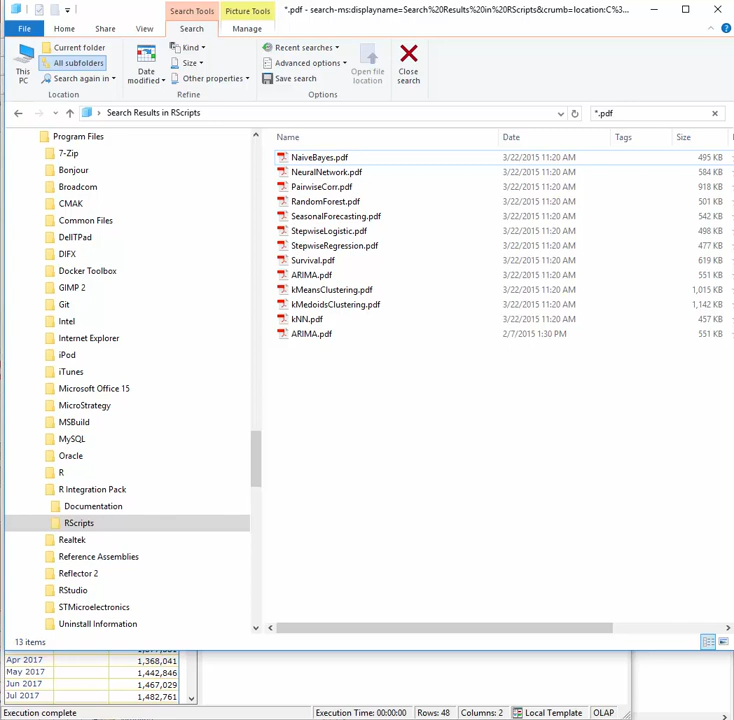 Search Tools
Picture Tools
*.pdf - search-ms:displayname=Search%20Results%20in%20RScripts&crumb=location:C%3...
File
Home
Share
View
Search
Manage
This PC
Current folder
All subfolders
Search again in
Location
Date modified
Kind
Size
Other properties
Refine
Recent searches
Advanced options
Save search
Options
Open file location
Close search
Search Results in RScripts
*.pdf
Program Files
7-Zip
Bonjour
Broadcom
CMAK
Common Files
DellTPad
DIFX
Docker Toolbox
GIMP 2
Git
Intel
Internet Explorer
iPod
iTunes
Microsoft Office 15
MicroStrategy
MSBuild
MySQL
Oracle
R
R Integration Pack
Documentation
RScripts
Realtek
Reference Assemblies
Reflector 2
RStudio
STMicroelectronics
Uninstall Information
Name Date Tags Size
NaiveBayes.pdf 3/22/2015 11:20 AM 495 KB
NeuralNetwork.pdf 3/22/2015 11:20 AM 584 KB
PairwiseCorr.pdf 3/22/2015 11:20 AM 918 KB
RandomForest.pdf 3/22/2015 11:20 AM 501 KB
SeasonalForecasting.pdf 3/22/2015 11:20 AM 542 KB
StepwiseLogistic.pdf 3/22/2015 11:20 AM 498 KB
StepwiseRegression.pdf 3/22/2015 11:20 AM 477 KB
Survival.pdf 3/22/2015 11:20 AM 619 KB
ARIMA.pdf 3/22/2015 11:20 AM 551 KB
kMeansClustering.pdf 3/22/2015 11:20 AM 1,015 KB
kMedoidsClustering.pdf 3/22/2015 11:20 AM 1,142 KB
kNN.pdf 3/22/2015 11:20 AM 457 KB
ARIMA.pdf 2/7/2015 1:30 PM 551 KB
13 items
Apr 2017 1,368,041
May 2017 1,442,846
Jun 2017 1,467,029
Jul 2017 1,482,761
Execution complete
Execution Time: 00:00:00 Rows: 48 Columns: 2 Local Template OLAP